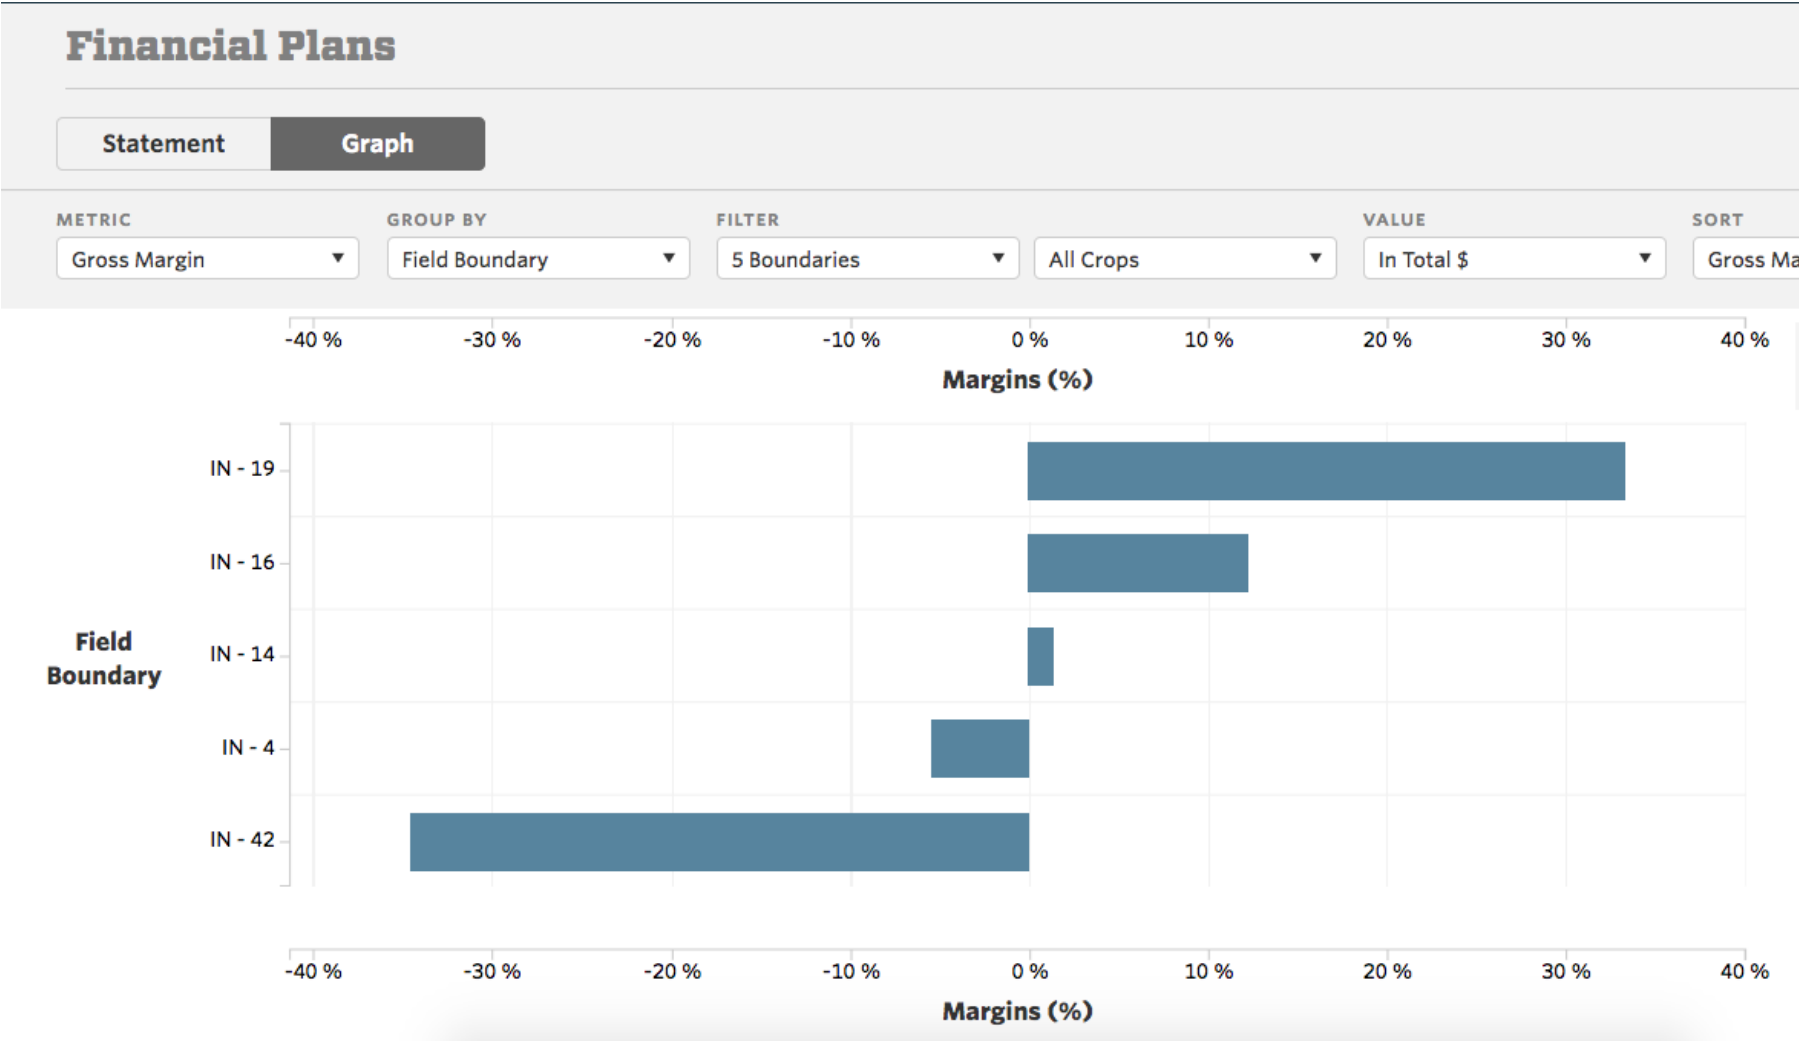 Financial Plans
Statement Graph
METRIC GROUP BY FILTER VALUE SORT
Gross Margin Field Boundary 5 Boundaries All Crops In Total $ Gross Ma
-40 % -30 % -20 % -10 % 0 % 10 % 20 % 30 % 40 %
Margins (%)
IN - 19
IN - 16
Field
Boundary
IN - 14
IN - 4
IN - 42
-40 % -30 % -20 % -10 % 0 % 10 % 20 % 30 % 40 %
Margins (%)